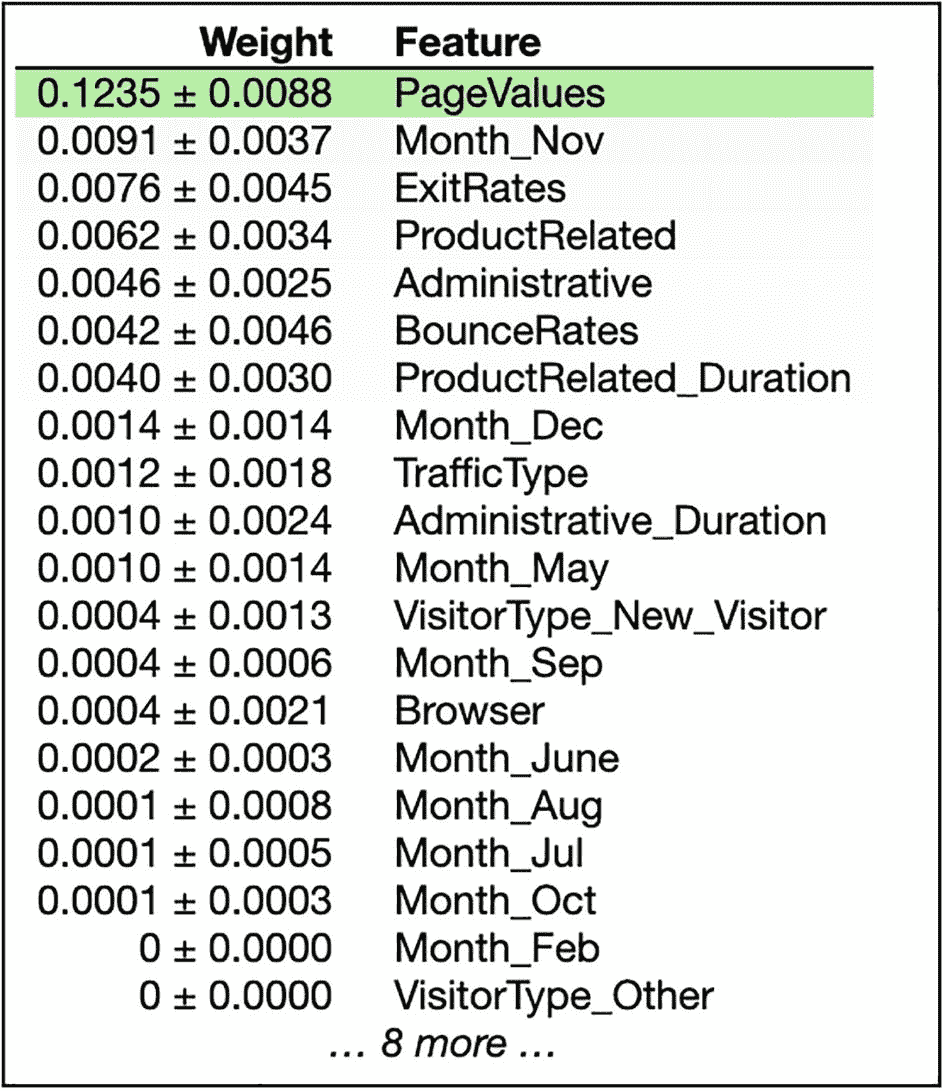 Weight Feature
0.1235 ± 0.0088 PageValues
0.0091 ± 0.0037 Month_Nov
0.0076 ± 0.0045 ExitRates
0.0062 ± 0.0034 ProductRelated
0.0046 ± 0.0025 Administrative
0.0042 ± 0.0046 BounceRates
0.0040 ± 0.0030 ProductRelated_Duration
0.0014 ± 0.0014 Month_Dec
0.0012 ± 0.0018 TrafficType
0.0010 ± 0.0024 Administrative_Duration
0.0010 ± 0.0014 Month_May
0.0004 ± 0.0013 VisitorType_New_Visitor
0.0004 ± 0.0006 Month_Sep
0.0004 ± 0.0021 Browser
0.0002 ± 0.0003 Month_June
0.0001 ± 0.0008 Month_Aug
0.0001 ± 0.0005 Month_Jul
0.0001 ± 0.0003 Month_Oct
0 ± 0.0000 Month_Feb
0 ± 0.0000 VisitorType_Other
… 8 more …